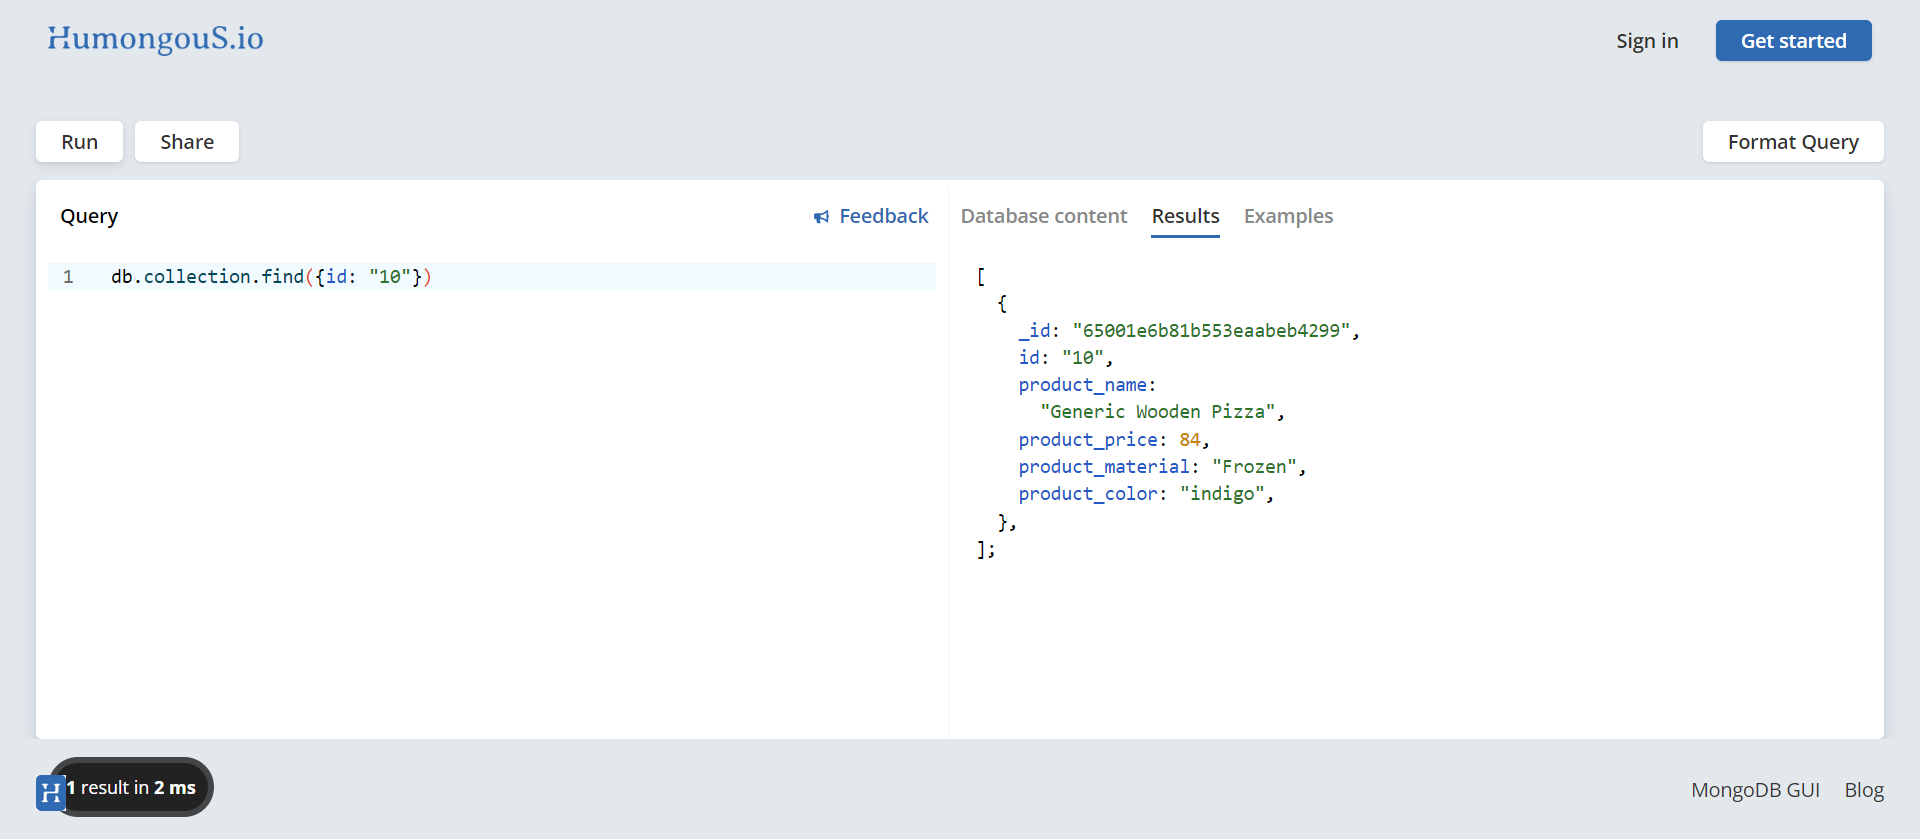 HumongouS.io
Sign in
Get started
Run
Share
Format Query
Query
Feedback
Database content
Results
Examples
1
db.collection.find({id: "10"})
[
{
_id: "65001e6b81b553eaabeb4299",
id: "10",
product_name:
"Generic Wooden Pizza",
product_price: 84,
product_material: "Frozen",
product_color: "indigo",
},
];
H
1 result in 2 ms
MongoDB GUI
Blog